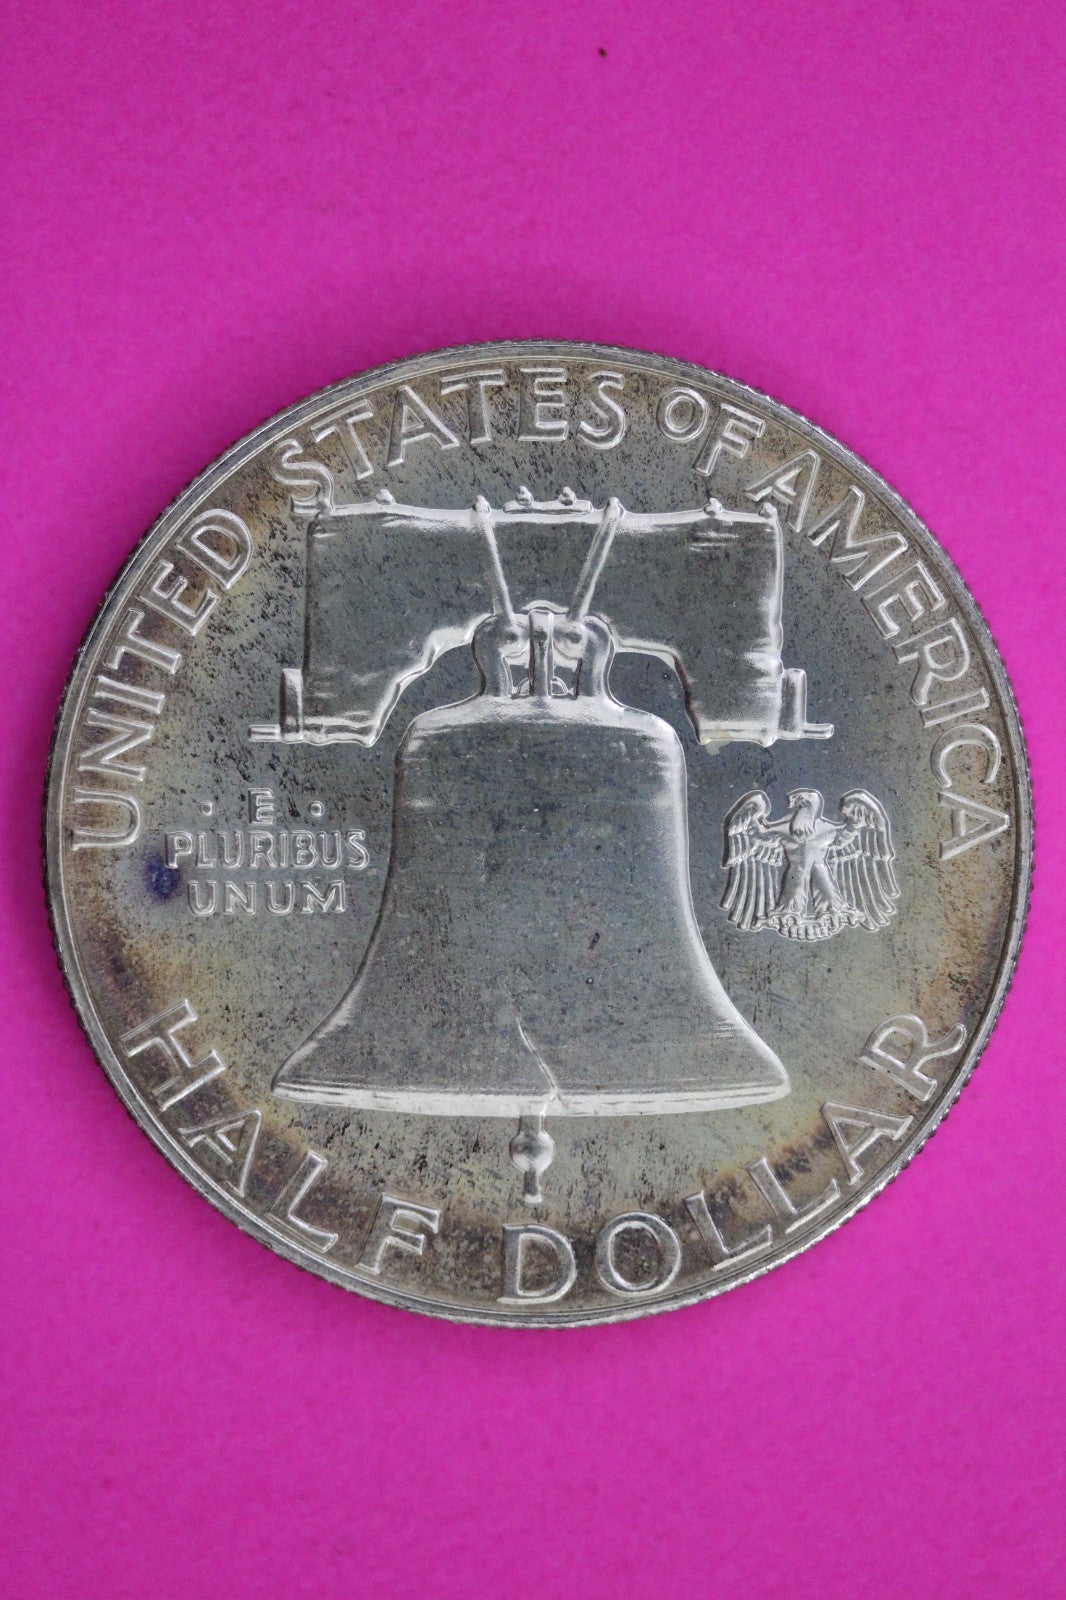 UNITED STATES OF AMERICA
· E ·
PLURIBUS
UNUM
HALF DOLLAR